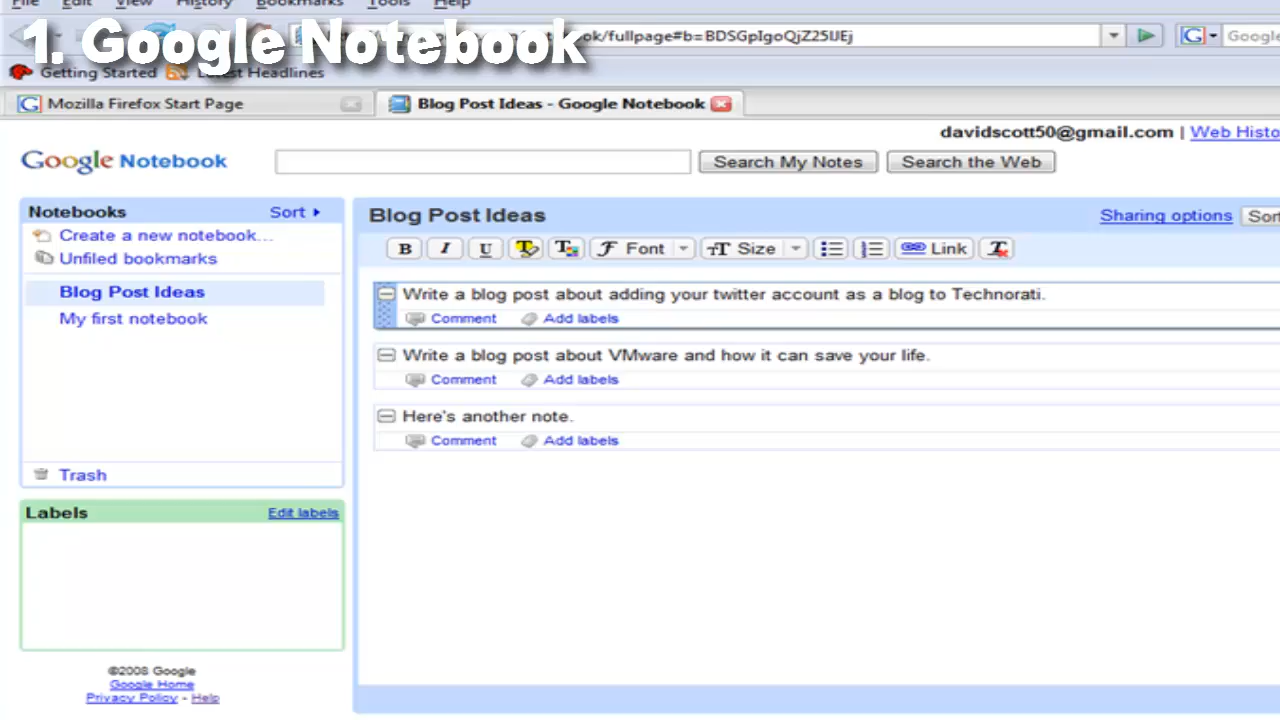 File Edit View History Bookmarks Tools Help
1. Google Notebook
ok/fullpage#b=BDSGpIgoQjZ25IJEj
Google
Getting Started Latest Headlines
Mozilla Firefox Start Page
Blog Post Ideas - Google Notebook
davidscott50@gmail.com | Web Histo
Google Notebook
Search My Notes
Search the Web
Notebooks
Sort
Create a new notebook...
Unfiled bookmarks
Blog Post Ideas
My first notebook
Trash
Labels
Edit labels
©2008 Google
Google Home
Privacy Policy - Help
Blog Post Ideas
Sharing options
Sor
B I U T T Font Size Link
Write a blog post about adding your twitter account as a blog to Technorati.
Comment Add labels
Write a blog post about VMware and how it can save your life.
Comment Add labels
Here's another note.
Comment Add labels